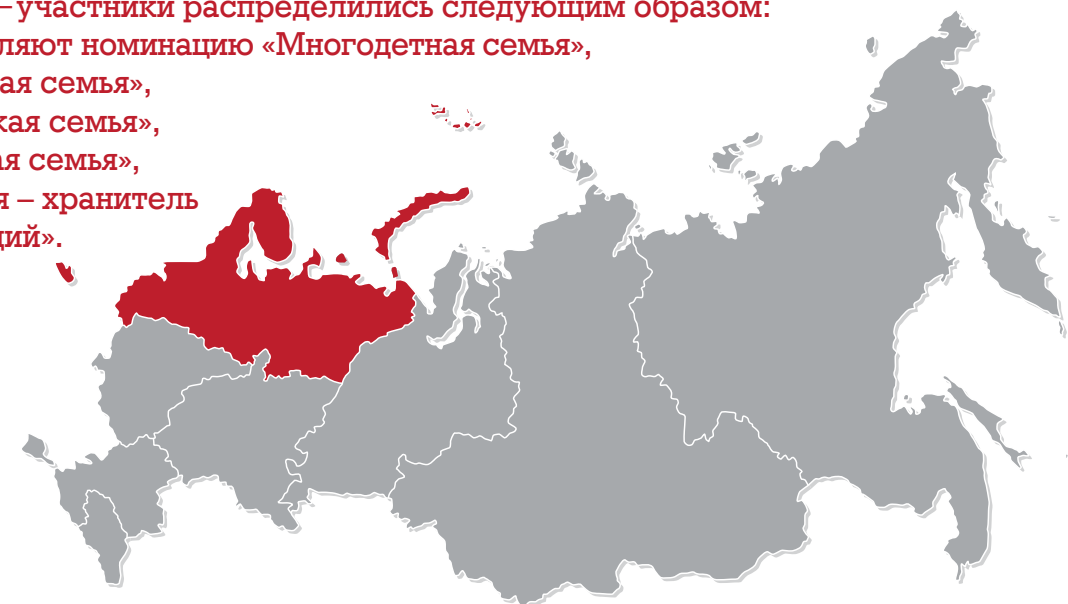 – участники распределились следующим образом:
ляют номинацию «Многодетная семья»,
ая семья»,
кая семья»,
ая семья»,
я – хранитель
ций».